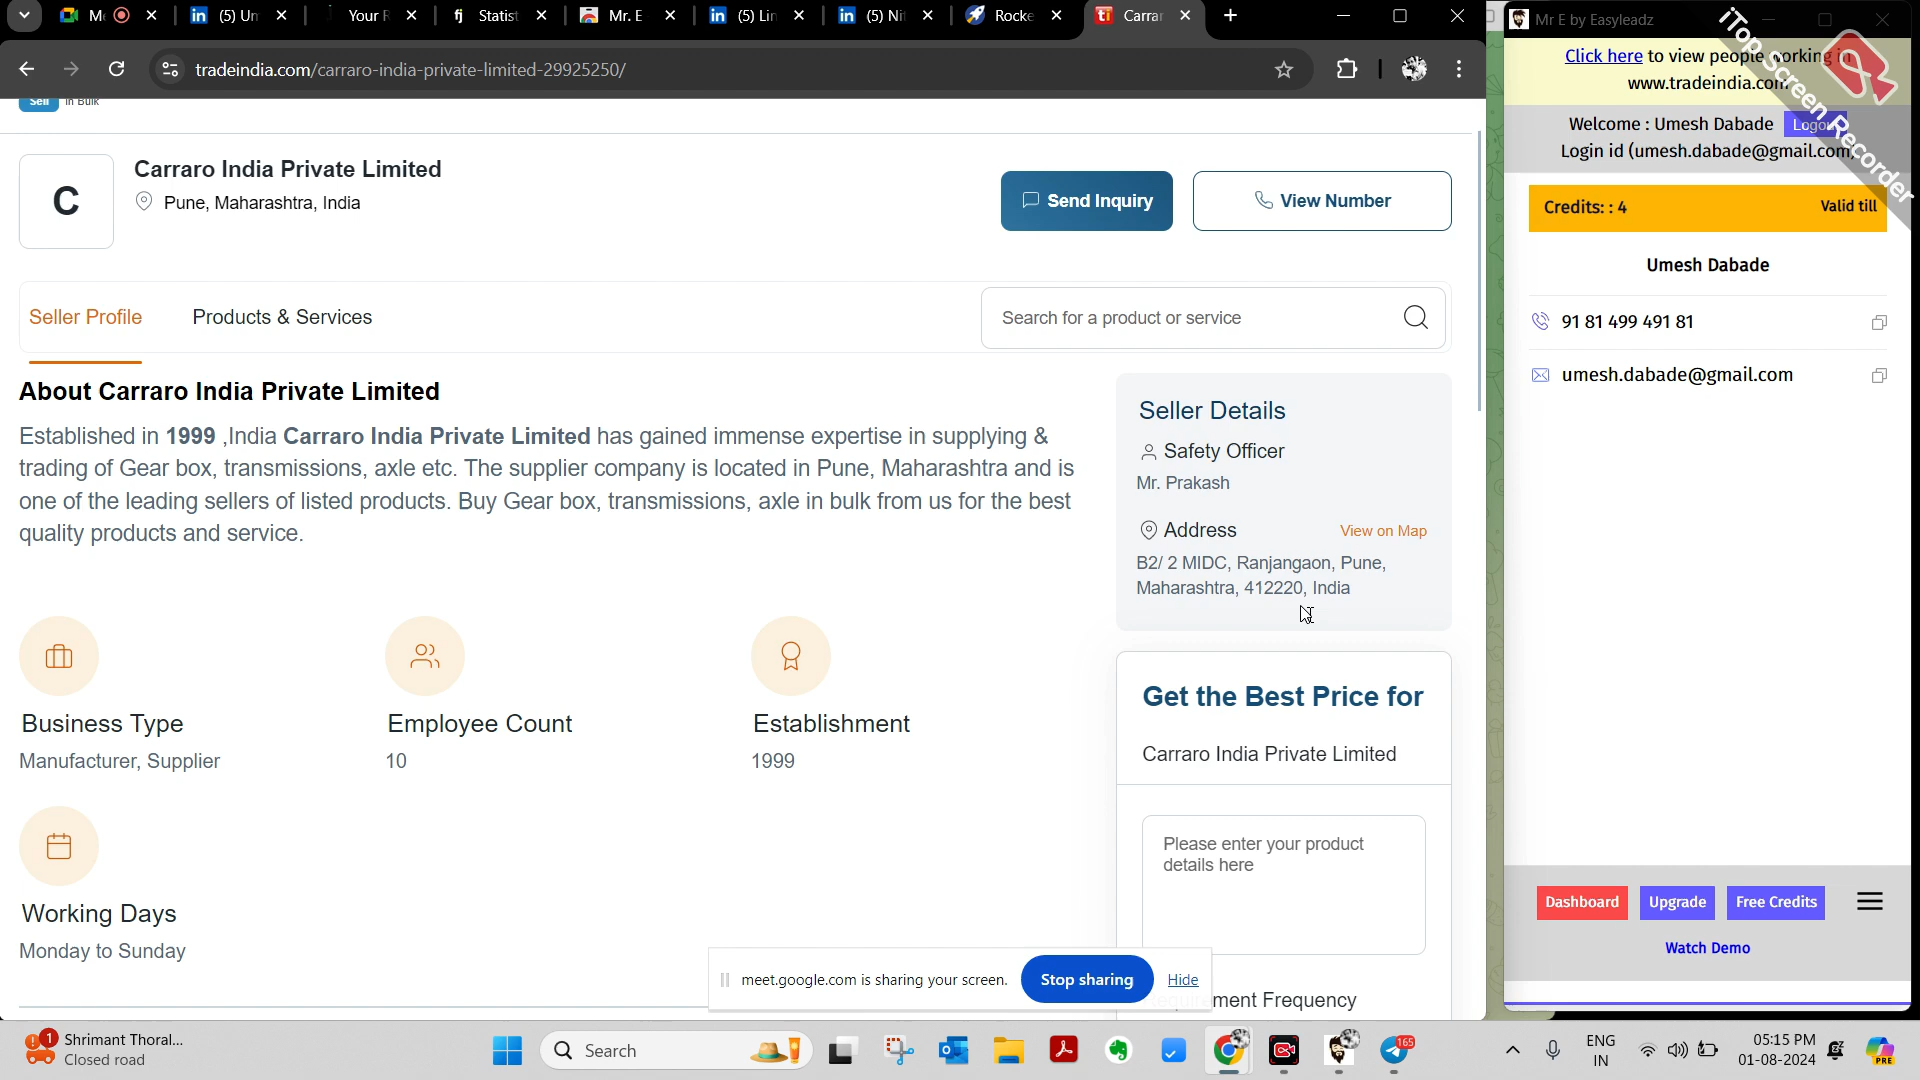 Me
(5) Un
Your R
fj Statist
Mr. E
(5) Lin
(5) Nit
Rocke
ti Carrar
tradeindia.com/carraro-india-private-limited-29925250/
Sell In Bulk
C
Carraro India Private Limited
Pune, Maharashtra, India
Send Inquiry
View Number
Seller Profile
Products & Services
Search for a product or service
About Carraro India Private Limited
Established in 1999 ,India Carraro India Private Limited has gained immense expertise in supplying &
trading of Gear box, transmissions, axle etc. The supplier company is located in Pune, Maharashtra and is
one of the leading sellers of listed products. Buy Gear box, transmissions, axle in bulk from us for the best
quality products and service.
Business Type
Manufacturer, Supplier
Employee Count
10
Establishment
1999
Working Days
Monday to Sunday
Seller Details
Safety Officer
Mr. Prakash
Address
View on Map
B2/ 2 MIDC, Ranjangaon, Pune,
Maharashtra, 412220, India
Get the Best Price for
Carraro India Private Limited
Please enter your product
details here
ment Frequency
meet.google.com is sharing your screen.
Stop sharing
Hide
Mr E by Easyleadz
Click here to view people working in
www.tradeindia.com
Welcome : Umesh Dabade
Logout
Login id (umesh.dabade@gmail.com)
iTop Screen Recorder
Credits: : 4
Valid till
Umesh Dabade
91 81 499 491 81
umesh.dabade@gmail.com
Dashboard
Upgrade
Free Credits
Watch Demo
1
Shrimant Thoral...
Closed road
Search
165
ENG
IN
05:15 PM
01-08-2024
PRE